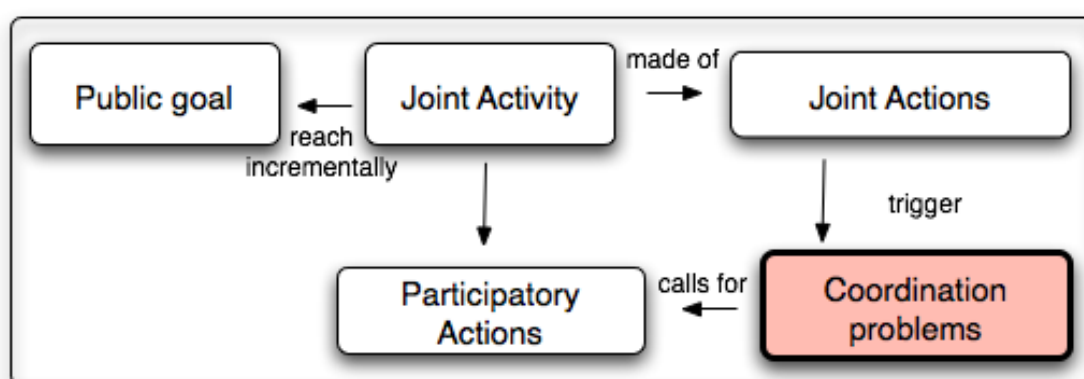 Public goal
Joint Activity
made of
Joint Actions
reach
incrementally
trigger
Participatory
Actions
calls for
Coordination
problems